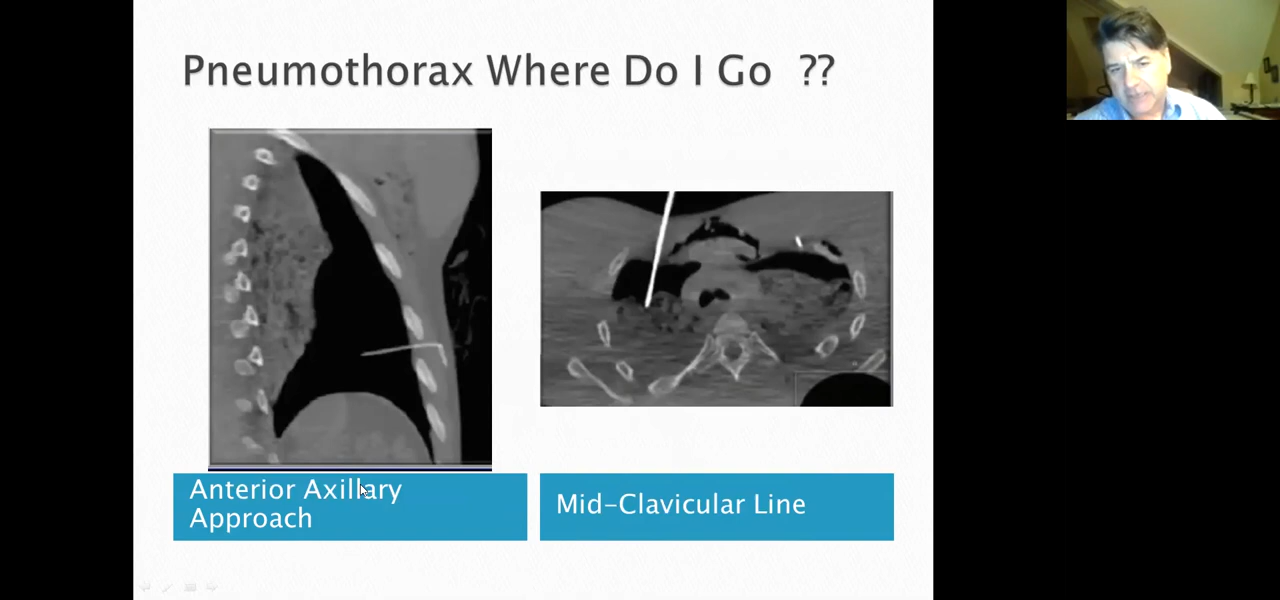 Pneumothorax Where Do I Go ??
Anterior Axillary
Approach
Mid-Clavicular Line